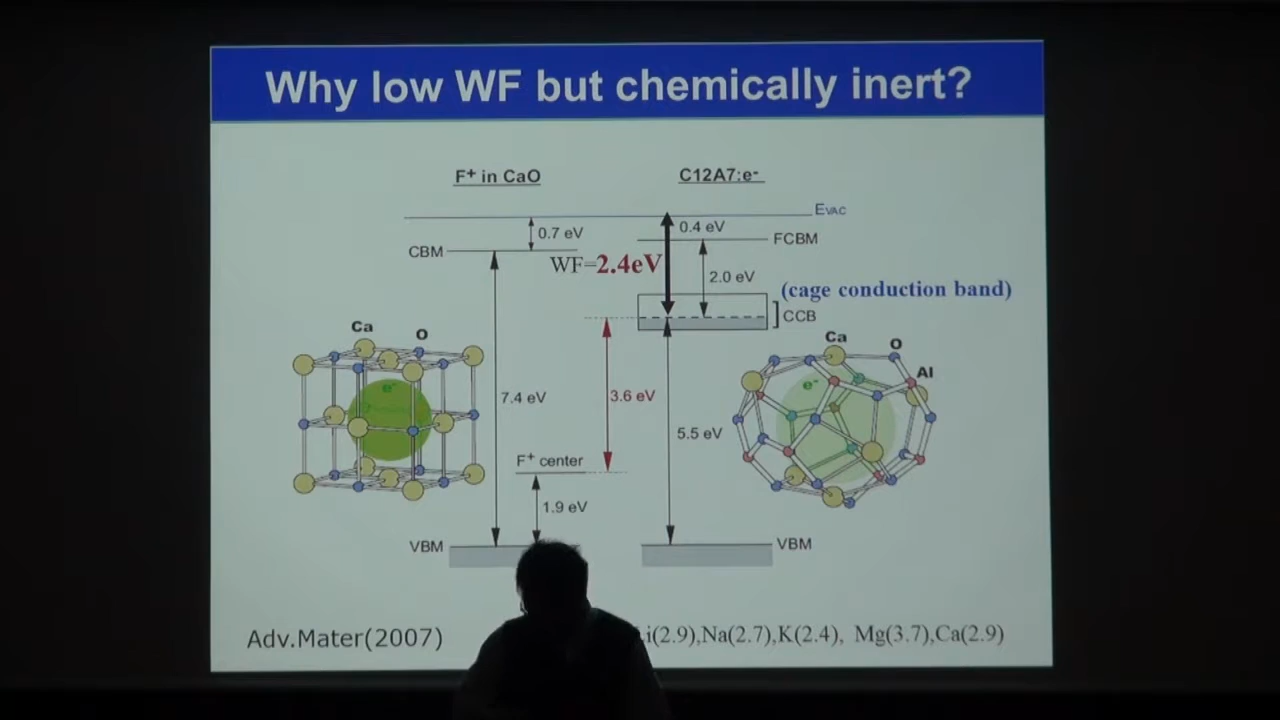 Why low WF but chemically inert?
F+ in CaO
C12A7:e-
EVAC
0.7 eV
0.4 eV
CBM
FCBM
WF=2.4eV
2.0 eV
(cage conduction band)
CCB
Ca
O
Ca
O
Al
e-
e-
7.4 eV
3.6 eV
5.5 eV
F+ center
1.9 eV
VBM
VBM
Adv.Mater(2007)
(2.9),Na(2.7),K(2.4), Mg(3.7),Ca(2.9)